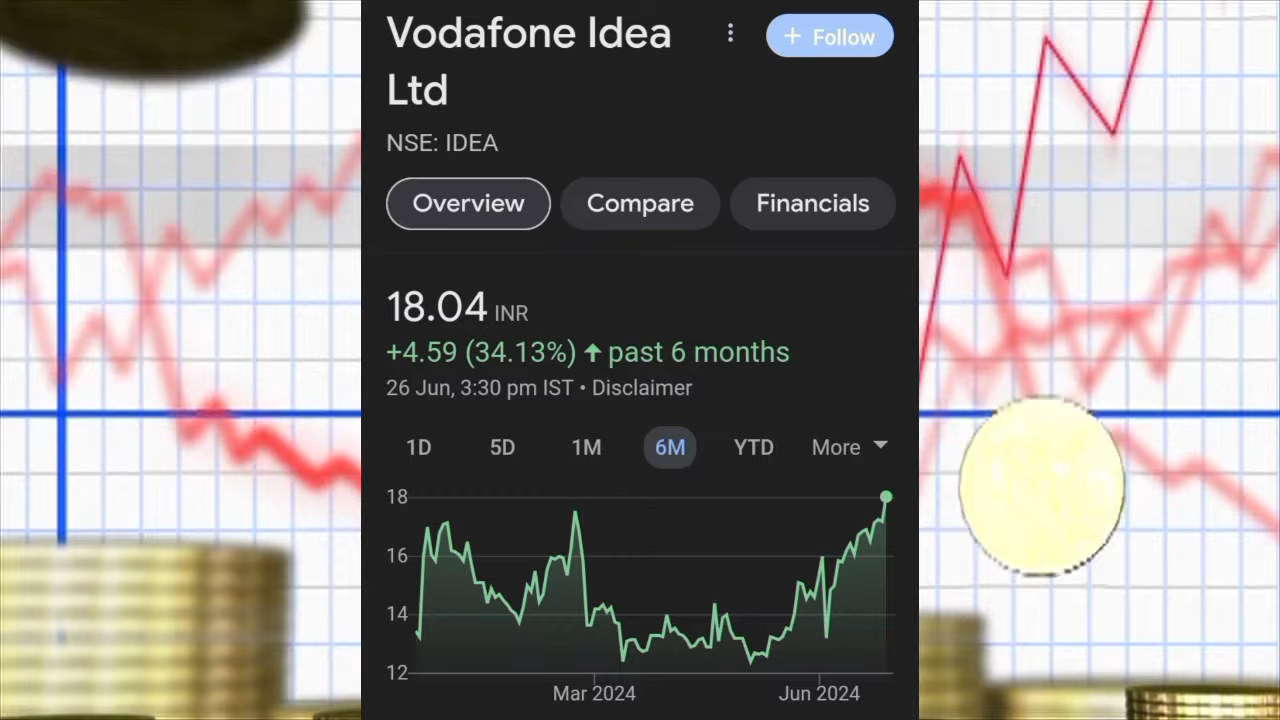 Vodafone Idea
Ltd
+ Follow
NSE: IDEA
Overview Compare Financials
18.04 INR
+4.59 (34.13%) ↑ past 6 months
26 Jun, 3:30 pm IST • Disclaimer
1D 5D 1M 6M YTD More
18
16
14
12
Mar 2024 Jun 2024